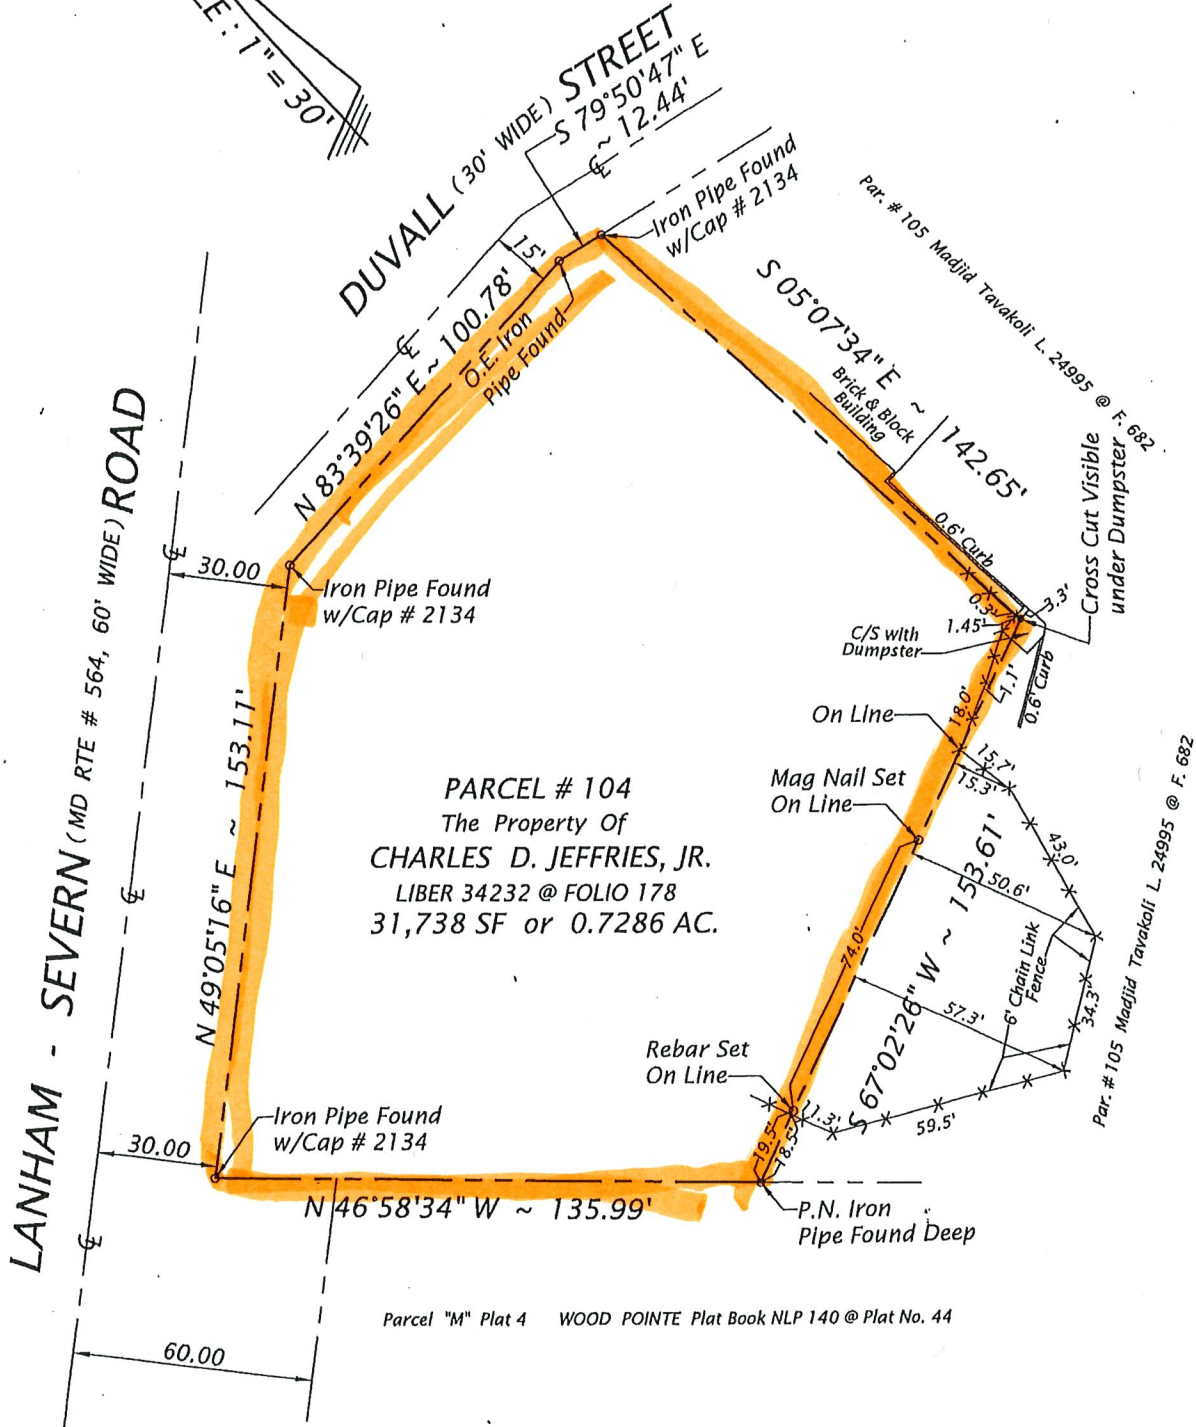 LE: 1" = 30'
DUVALL (30' WIDE) STREET
S 79°50'47" E
~ 12.44'
Iron Pipe Found
w/Cap # 2134
15'
N 83°39'26" E ~ 100.78'
O.E. Iron
Pipe Found
S 05°07'34" E ~ 142.65'
Brick & Block
Building
Par. # 105 Madjid Tavakoli L. 24995 @ F. 682
Cross Cut Visible
under Dumpster
0.6' Curb
3.3'
0.3'
1.45'
C/S with
Dumpster
1.1'
0.6' Curb
18.0'
LANHAM - SEVERN (MD RTE # 564, 60' WIDE) ROAD
30.00
Iron Pipe Found
w/Cap # 2134
On Line
15.7'
15.3'
Mag Nail Set
On Line
43.0'
50.6'
N 49°05'16" E ~ 153.11'
PARCEL # 104
The Property Of
CHARLES D. JEFFRIES, JR.
LIBER 34232 @ FOLIO 178
31,738 SF or 0.7286 AC.
74.0'
S 67°02'26" W ~ 153.61'
57.3'
6' Chain Link
Fence
34.3'
Par. # 105 Madjid Tavakoli L. 24995 @ F. 682
Rebar Set
On Line
11.3'
59.5'
19.5'
18.5'
Iron Pipe Found
w/Cap # 2134
30.00
N 46°58'34" W ~ 135.99'
P.N. Iron
Pipe Found Deep
Parcel "M" Plat 4 WOOD POINTE Plat Book NLP 140 @ Plat No. 44
60.00